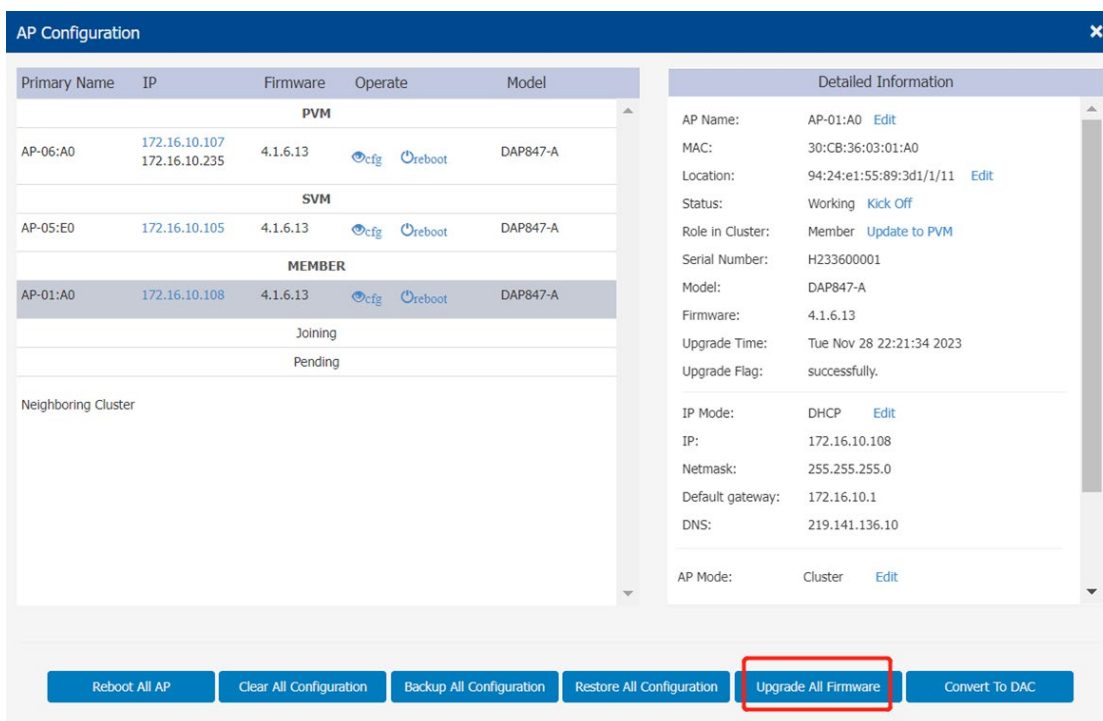 AP Configuration
Primary Name IP Firmware Operate Model
PVM
AP-06:A0 172.16.10.107 4.1.6.13 cfg reboot DAP847-A
172.16.10.235
SVM
AP-05:E0 172.16.10.105 4.1.6.13 cfg reboot DAP847-A
MEMBER
AP-01:A0 172.16.10.108 4.1.6.13 cfg reboot DAP847-A
Joining
Pending
Neighboring Cluster
Detailed Information
AP Name: AP-01:A0 Edit
MAC: 30:CB:36:03:01:A0
Location: 94:24:e1:55:89:3d1/1/11 Edit
Status: Working Kick Off
Role in Cluster: Member Update to PVM
Serial Number: H233600001
Model: DAP847-A
Firmware: 4.1.6.13
Upgrade Time: Tue Nov 28 22:21:34 2023
Upgrade Flag: successfully.
IP Mode: DHCP Edit
IP: 172.16.10.108
Netmask: 255.255.255.0
Default gateway: 172.16.10.1
DNS: 219.141.136.10
AP Mode: Cluster Edit
Reboot All AP Clear All Configuration Backup All Configuration Restore All Configuration Upgrade All Firmware Convert To DAC